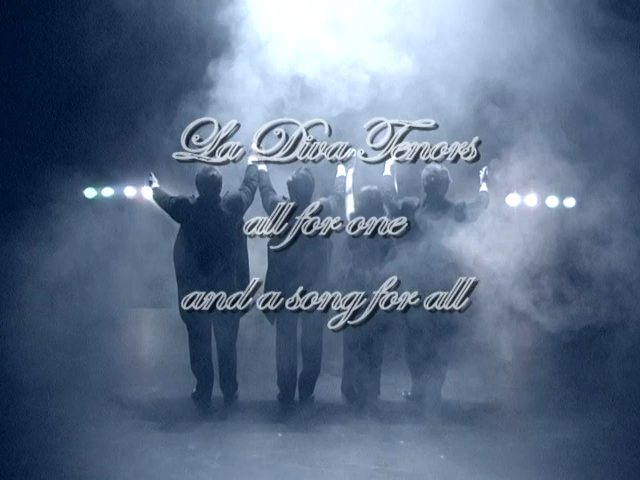 La Diva Tenors
all for one
and a song for all